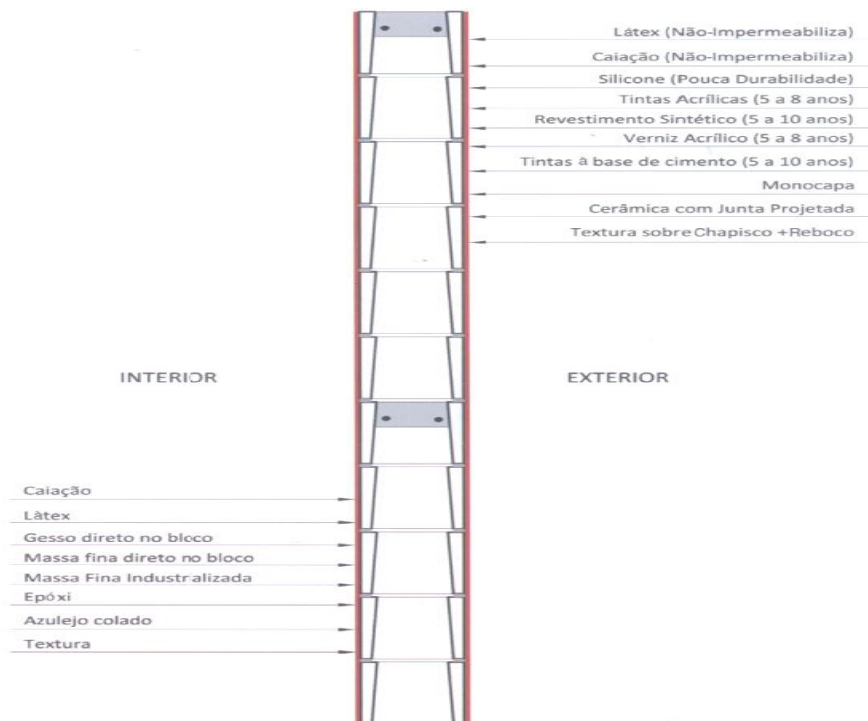 Látex (Não-Impermeabiliza)
Caiação (Não-Impermeabiliza)
Silicone (Pouca Durabilidade)
Tintas Acrílicas (5 a 8 anos)
Revestimento Sintético (5 a 10 anos)
Verniz Acrílico (5 a 8 anos)
Tintas à base de cimento (5 a 10 anos)
Monocapa
Cerâmica com Junta Projetada
Textura sobre Chapisco +Reboco
INTERIOR
EXTERIOR
Caiação
Làtex
Gesso direto no bloco
Massa fina direto no bloco
Massa Fina Industrializada
Epóxi
Azulejo colado
Textura